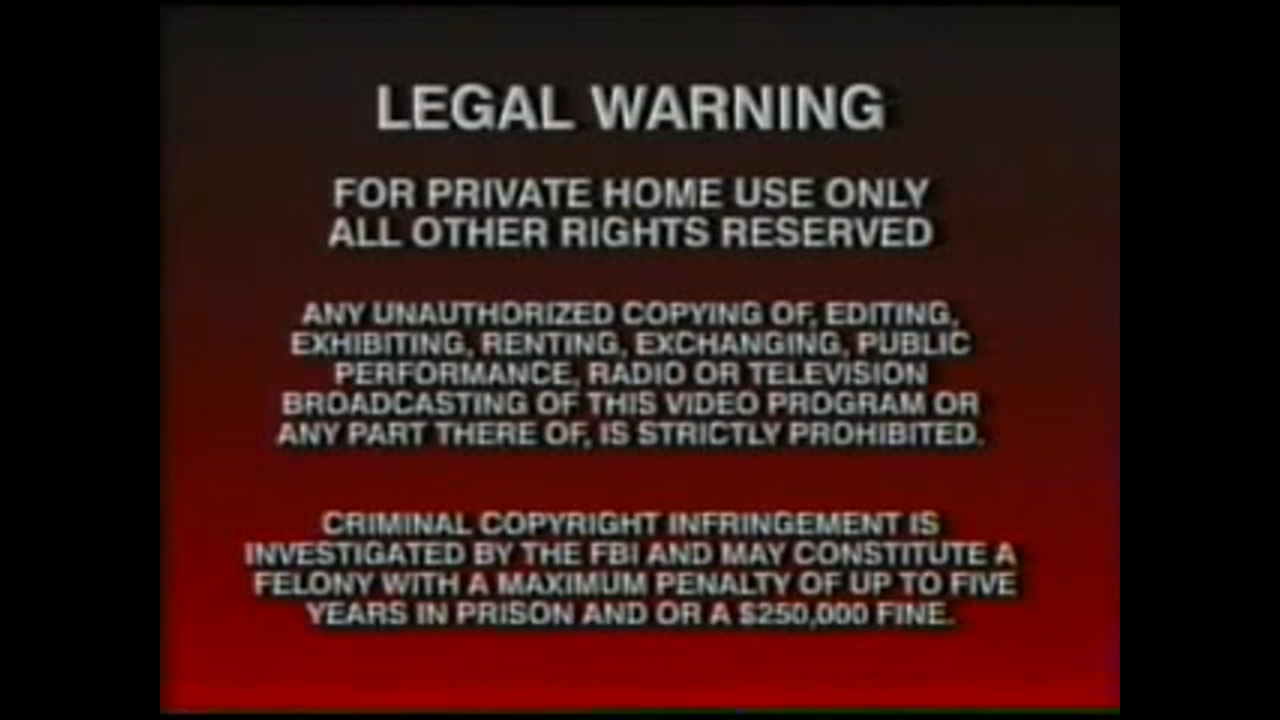 LEGAL WARNING
FOR PRIVATE HOME USE ONLY
ALL OTHER RIGHTS RESERVED
ANY UNAUTHORIZED COPYING OF, EDITING,
EXHIBITING, RENTING, EXCHANGING, PUBLIC
PERFORMANCE, RADIO OR TELEVISION
BROADCASTING OF THIS VIDEO PROGRAM OR
ANY PART THERE OF, IS STRICTLY PROHIBITED.
CRIMINAL COPYRIGHT INFRINGEMENT IS
INVESTIGATED BY THE FBI AND MAY CONSTITUTE A
FELONY WITH A MAXIMUM PENALTY OF UP TO FIVE
YEARS IN PRISON AND OR A $250,000 FINE.